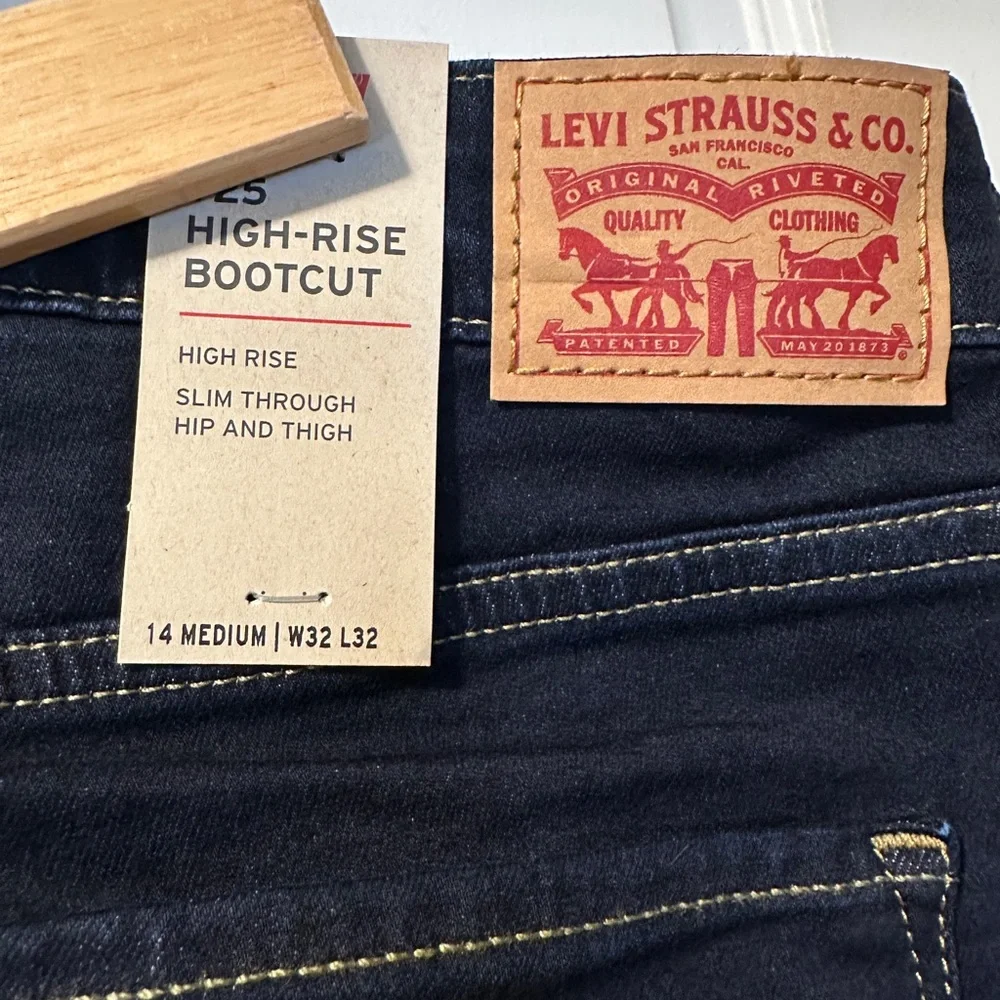 25
HIGH-RISE
BOOTCUT
HIGH RISE
SLIM THROUGH
HIP AND THIGH
14 MEDIUM | W32 L32
LEVI STRAUSS & CO.
SAN FRANCISCO
CAL.
ORIGINAL RIVETED
QUALITY CLOTHING
PATENTED MAY 20 1873
®